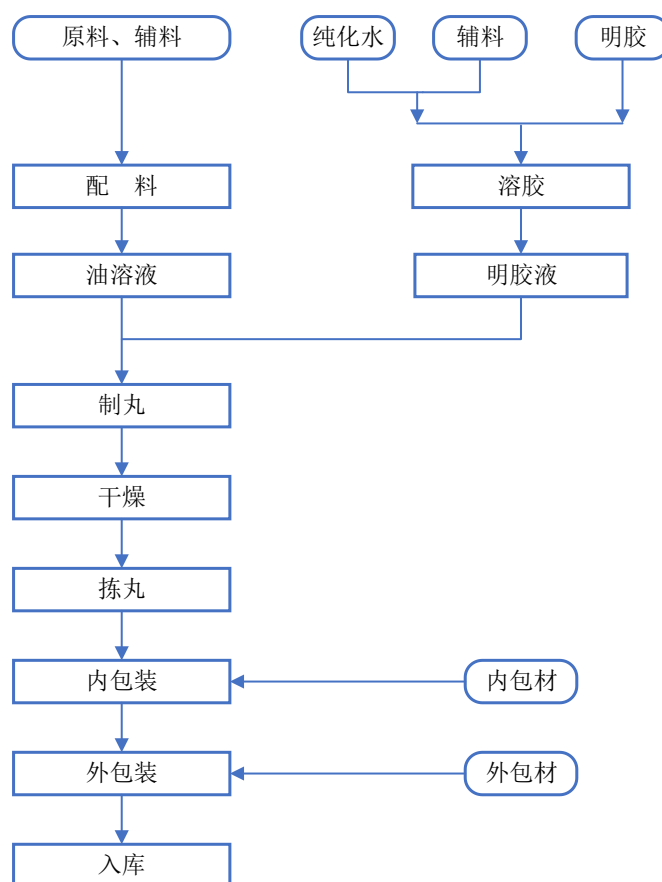 原料、辅料
纯化水
辅料
明胶
配 料
溶胶
油溶液
明胶液
制丸
干燥
拣丸
内包装
内包材
外包装
外包材
入库